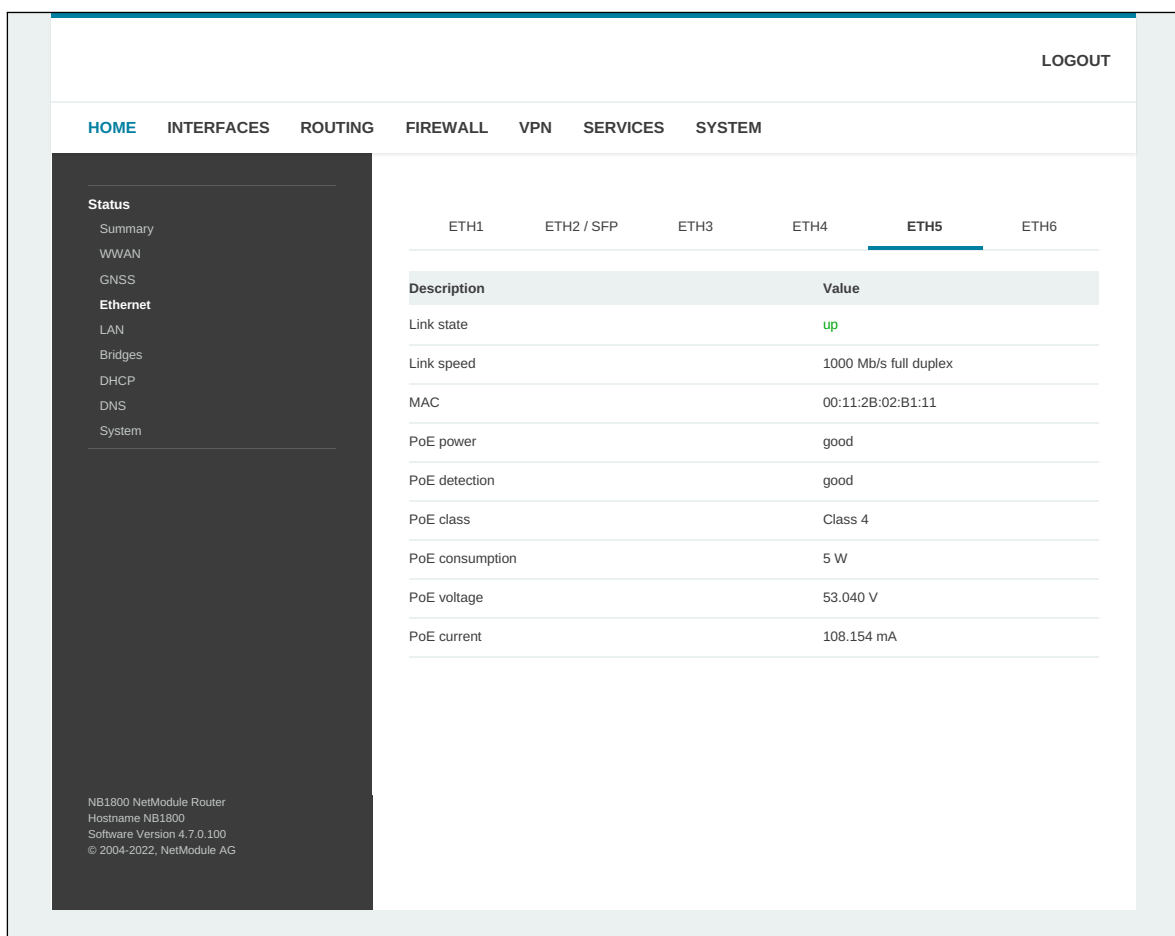 LOGOUT
HOME INTERFACES ROUTING FIREWALL VPN SERVICES SYSTEM
Status
Summary
WWAN
GNSS
Ethernet
LAN
Bridges
DHCP
DNS
System
NB1800 NetModule Router
Hostname NB1800
Software Version 4.7.0.100
© 2004-2022, NetModule AG
ETH1 ETH2 / SFP ETH3 ETH4 ETH5 ETH6
Description Value
Link state up
Link speed 1000 Mb/s full duplex
MAC 00:11:2B:02:B1:11
PoE power good
PoE detection good
PoE class Class 4
PoE consumption 5 W
PoE voltage 53.040 V
PoE current 108.154 mA